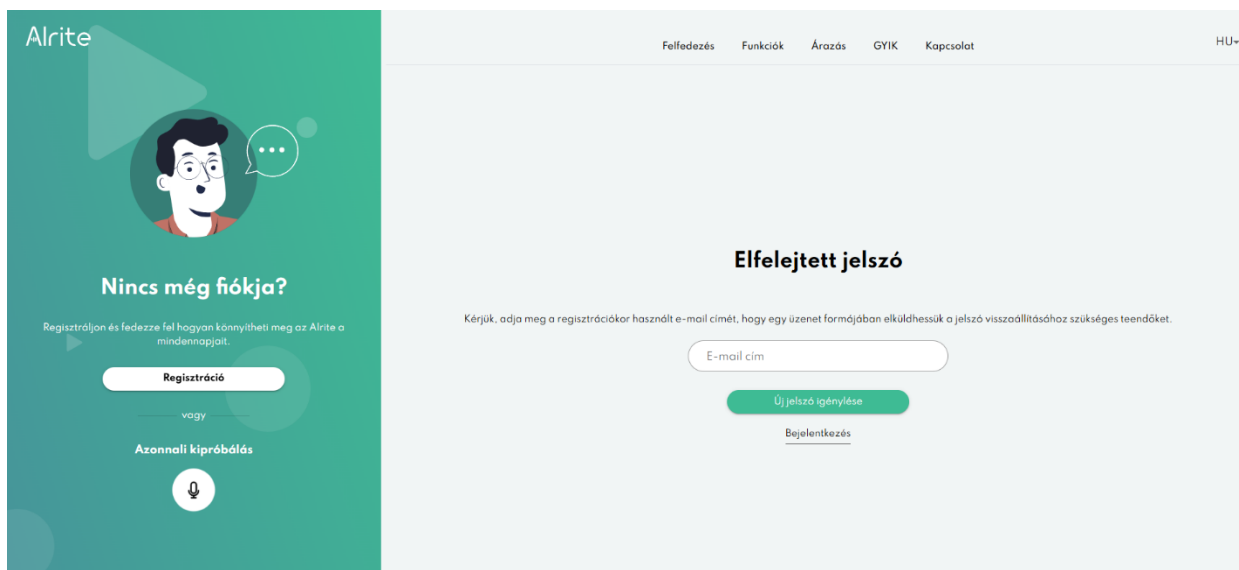 Alrite
Felfedezés Funkciók Árazás GYIK Kapcsolat HU
Nincs még fiókja?
Regisztráljon és fedezze fel hogyan könnyítheti meg az Alrite a
mindennapjait.
Regisztráció
vagy
Azonnali kipróbálás
Elfelejtett jelszó
Kérjük, adja meg a regisztrációkor használt e-mail címét, hogy egy üzenet formájában elküldhessük a jelszó visszaállításához szükséges teendőket.
E-mail cím
Új jelszó igénylése
Bejelentkezés